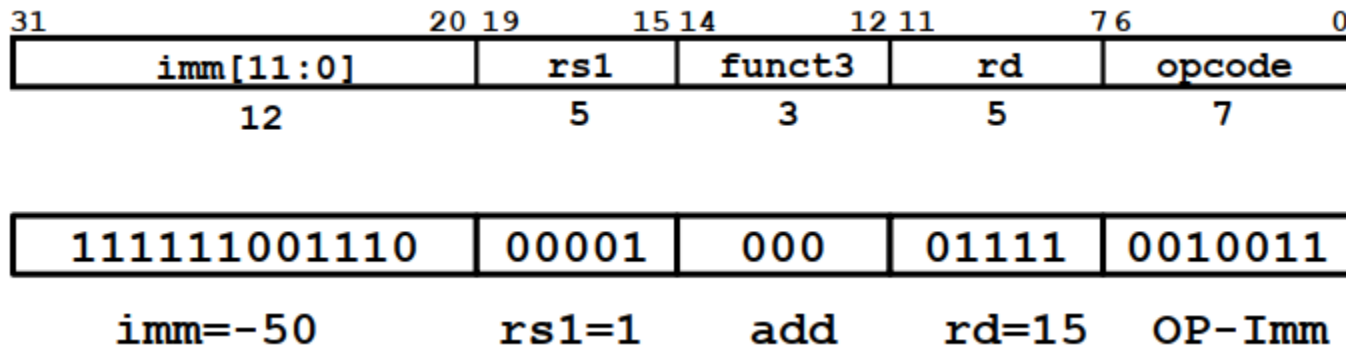 31 20 19 15 14 12 11 7 6 0
imm[11:0] rs1 funct3 rd opcode
12 5 3 5 7
111111001110 00001 000 01111 0010011
imm=-50 rs1=1 add rd=15 OP-Imm